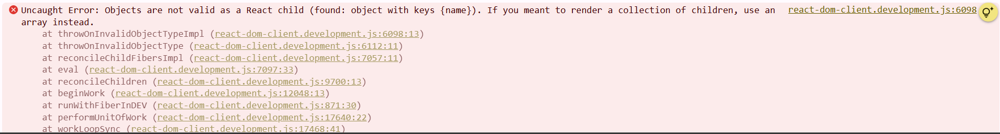 Uncaught Error: Objects are not valid as a React child (found: object with keys {name}). If you meant to render a collection of children, use an react-dom-client.development.js:6098
array instead.
at throwOnInvalidObjectTypeImpl (react-dom-client.development.js:6098:13)
at throwOnInvalidObjectType (react-dom-client.development.js:6112:11)
at reconcileChildFibersImpl (react-dom-client.development.js:7057:11)
at eval (react-dom-client.development.js:7097:33)
at reconcileChildren (react-dom-client.development.js:9700:13)
at beginWork (react-dom-client.development.js:12048:13)
at runWithFiberInDEV (react-dom-client.development.js:871:30)
at performUnitOfWork (react-dom-client.development.js:17640:22)
at workLoopSync (react-dom-client.development.js:17468:41)